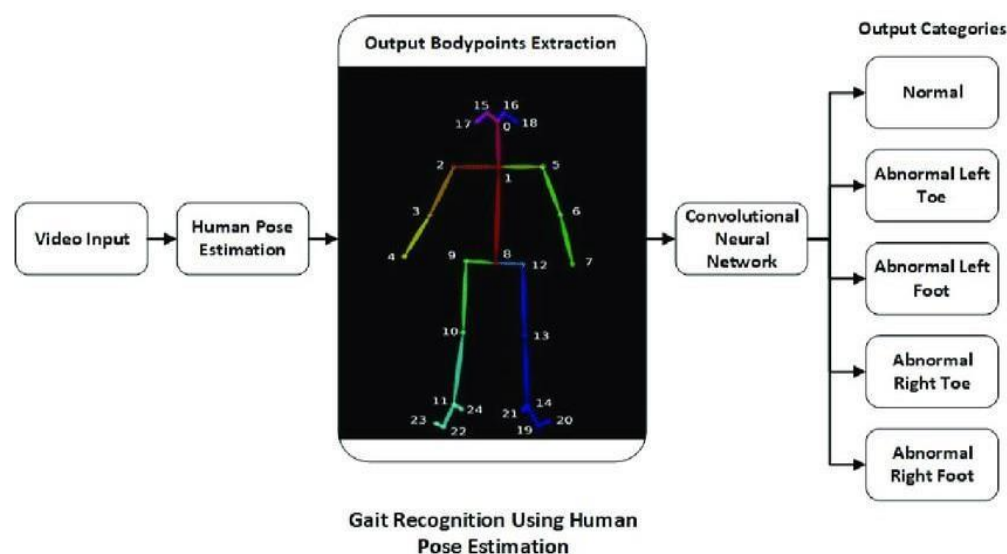 Output Categories
Output Bodypoints Extraction
Video Input
Human Pose
Estimation
15
16
17
0
18
2
1
5
3
6
4
9
8
12
7
10
13
11
24
14
21
20
23
22
19
Convolutional
Neural
Network
Normal
Abnormal Left
Toe
Abnormal Left
Foot
Abnormal
Right Toe
Abnormal
Right Foot
Gait Recognition Using Human
Pose Estimation